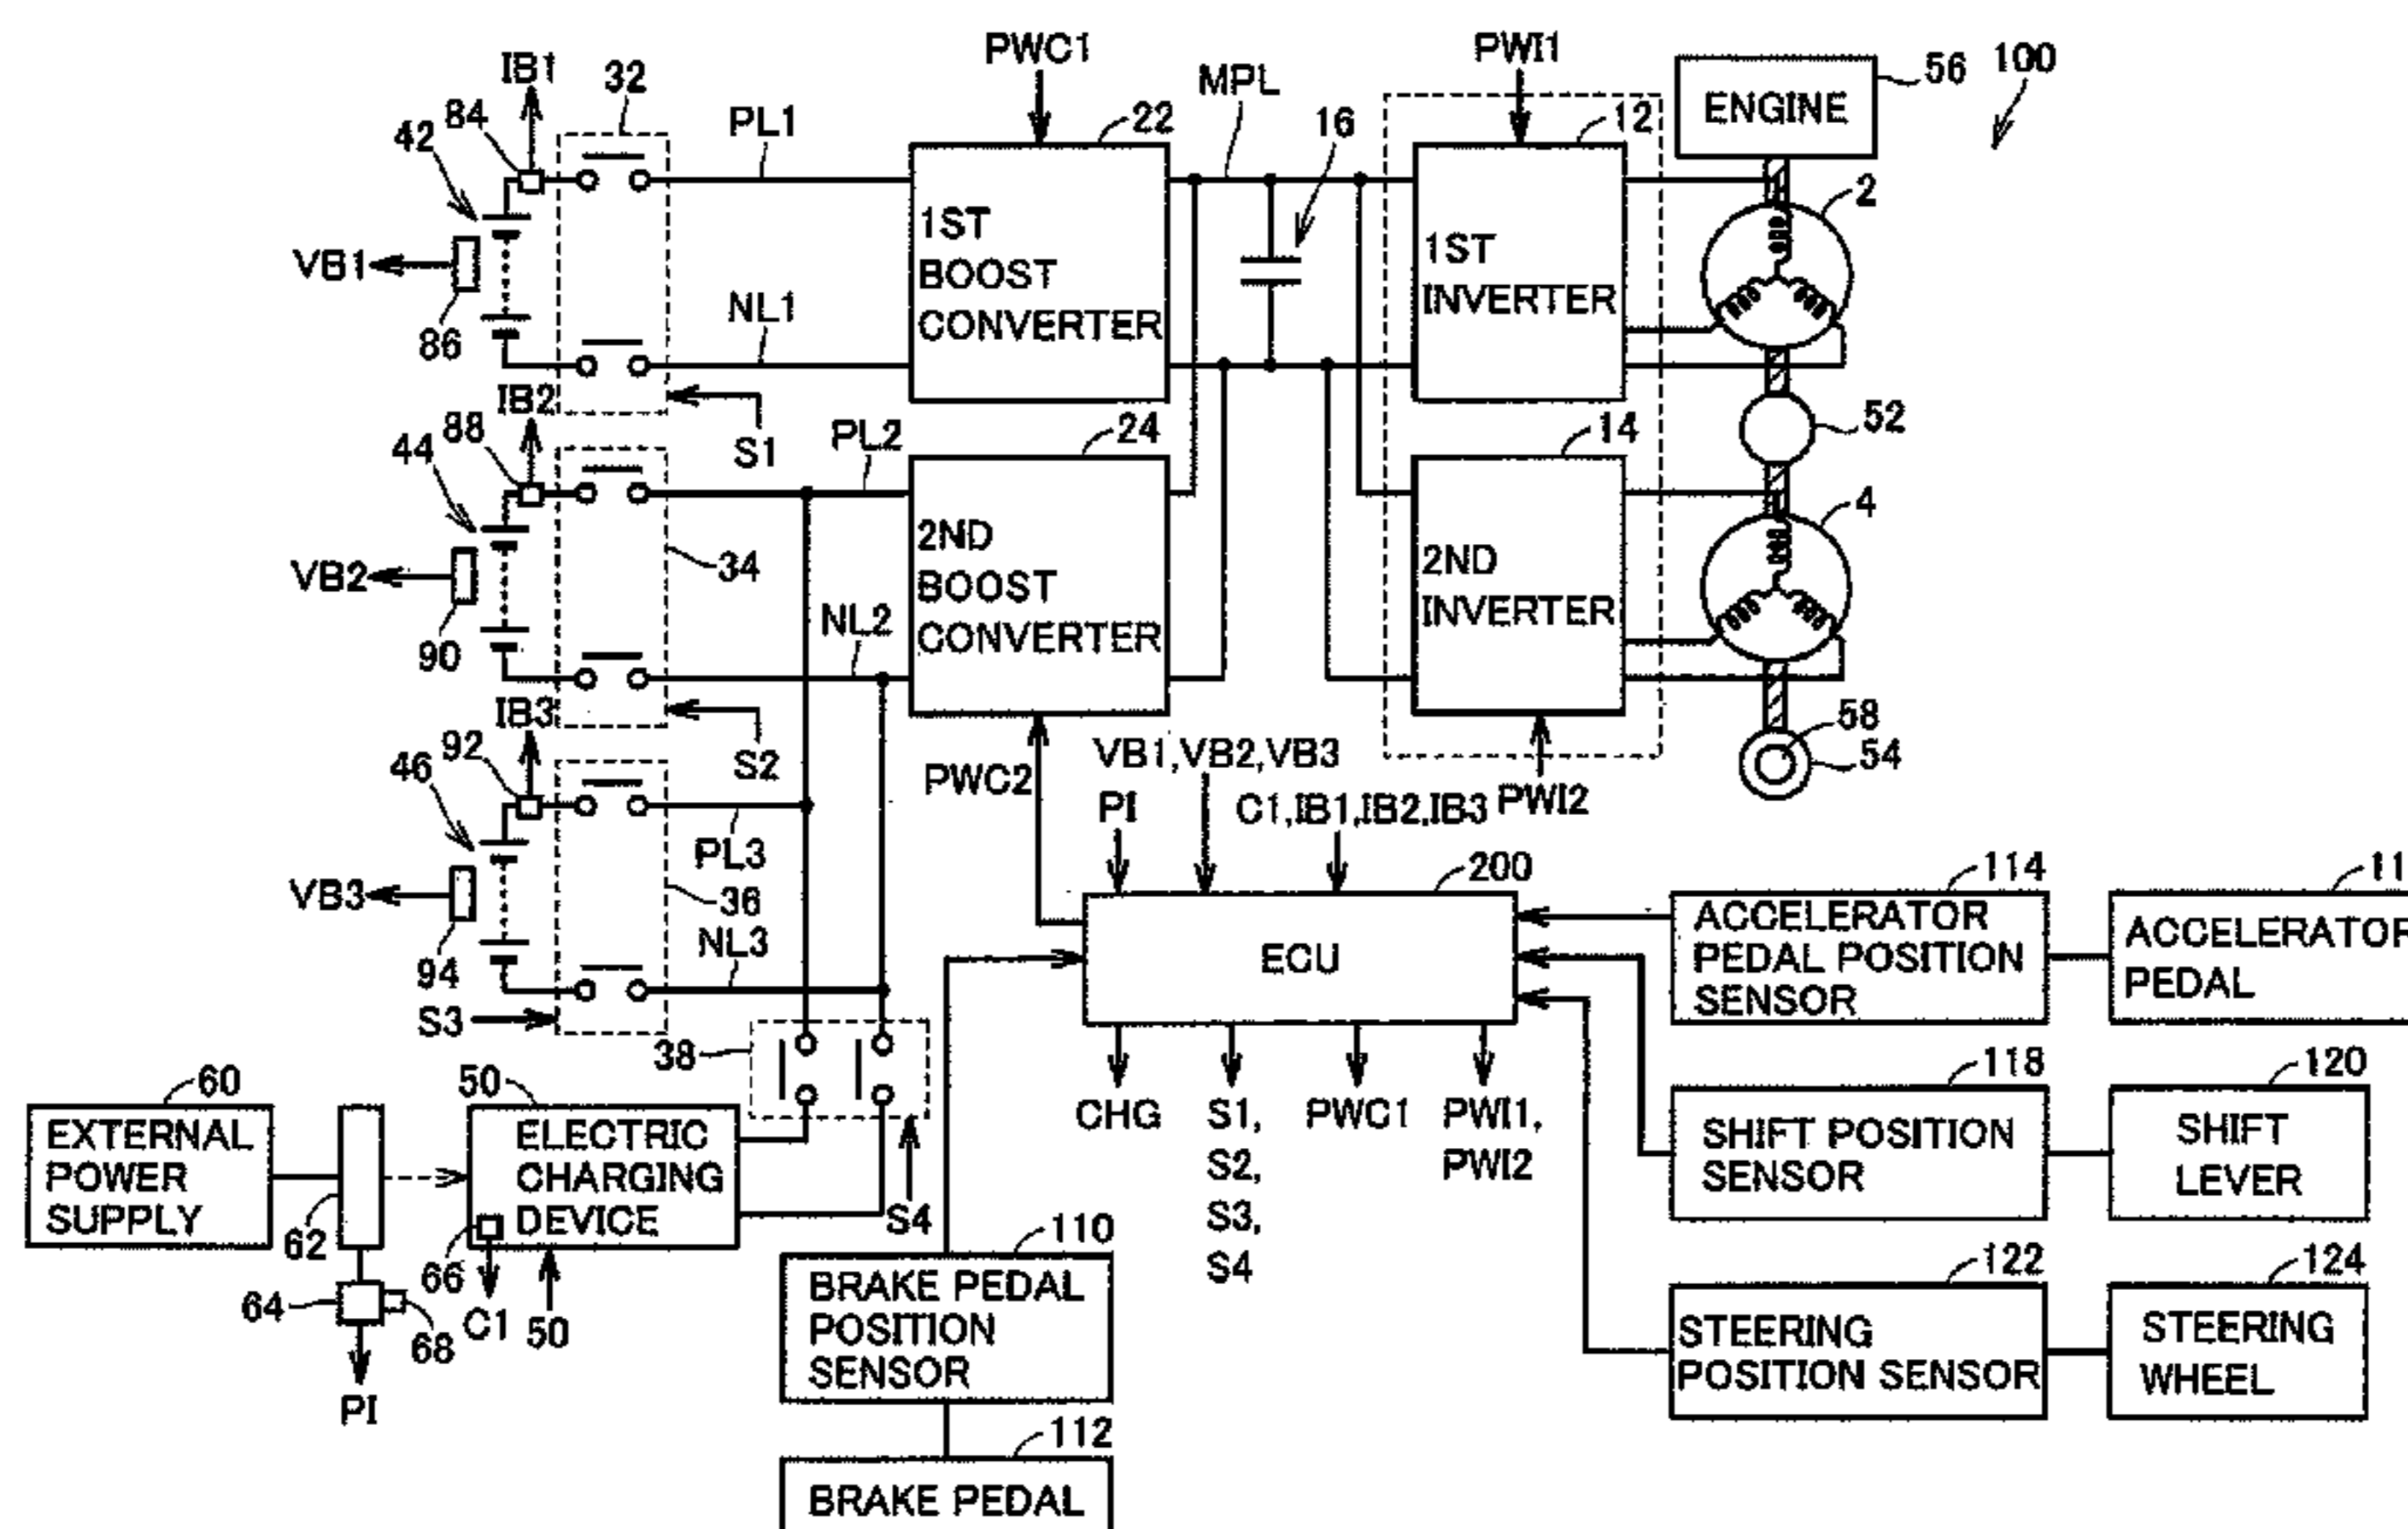 PWC1
PWI1
IB1
32
MPL
56
100
ENGINE
84
42
PL1
22
16
12
2
1ST
BOOST
CONVERTER
1ST
INVERTER
VB1
86
NL1
IB2
88
S1
PL2
24
14
52
44
4
34
2ND
BOOST
CONVERTER
2ND
INVERTER
VB2
90
NL2
IB3
92
S2
58
54
46
PWC2
VB1,VB2,VB3
PI
C1,IB1,IB2,IB3
PWI2
PL3
36
200
114
11
VB3
94
NL3
ECU
ACCELERATOR
PEDAL POSITION
SENSOR
ACCELERATOR
PEDAL
S3
38
60
50
118
120
CHG
S1,
S2,
S3,
S4
PWC1
PWI1,
PWI2
EXTERNAL
POWER
SUPPLY
ELECTRIC
CHARGING
DEVICE
SHIFT POSITION
SENSOR
SHIFT
LEVER
S4
62
66
110
122
124
64
68
C1
50
BRAKE PEDAL
POSITION
SENSOR
STEERING
POSITION SENSOR
STEERING
WHEEL
PI
112
BRAKE PEDAL